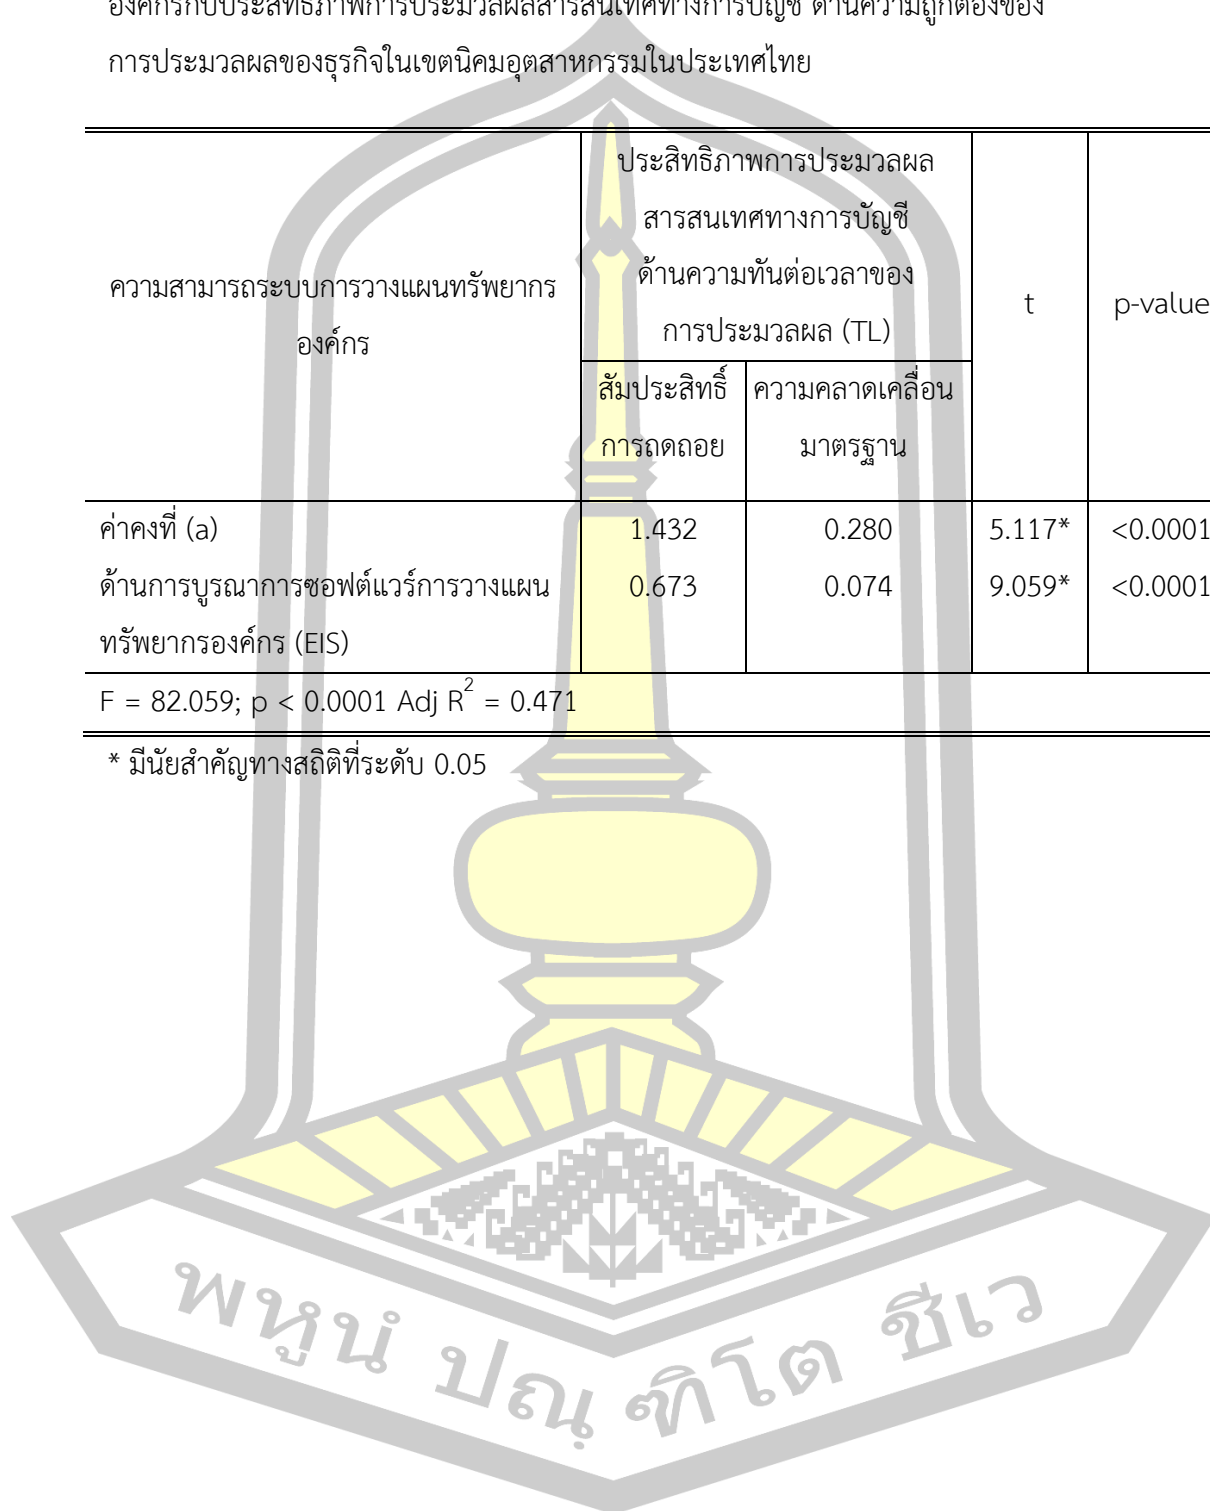 องค์กรกับประสิทธิภาพการประมวลผลสารสนเทศทางการบัญชี ด้านความถูกต้องของ
การประมวลผลของธุรกิจในเขตนิคมอุตสาหกรรมในประเทศไทย
ความสามารถระบบการวางแผนทรัพยากร
องค์กร
ประสิทธิภาพการประมวลผล
สารสนเทศทางการบัญชี
ด้านความทันต่อเวลาของ
การประมวลผล (TL)
t
p-value
สัมประสิทธิ์
การถดถอย
ความคลาดเคลื่อน
มาตรฐาน
ค่าคงที่ (a) 1.432 0.280 5.117* <0.0001
ด้านการบูรณาการซอฟต์แวร์การวางแผน 0.673 0.074 9.059* <0.0001
ทรัพยากรองค์กร (EIS)
F = 82.059; p < 0.0001 Adj R² = 0.471
* มีนัยสำคัญทางสถิติที่ระดับ 0.05
พหูนํ ปณฺฑิโต ชีเว